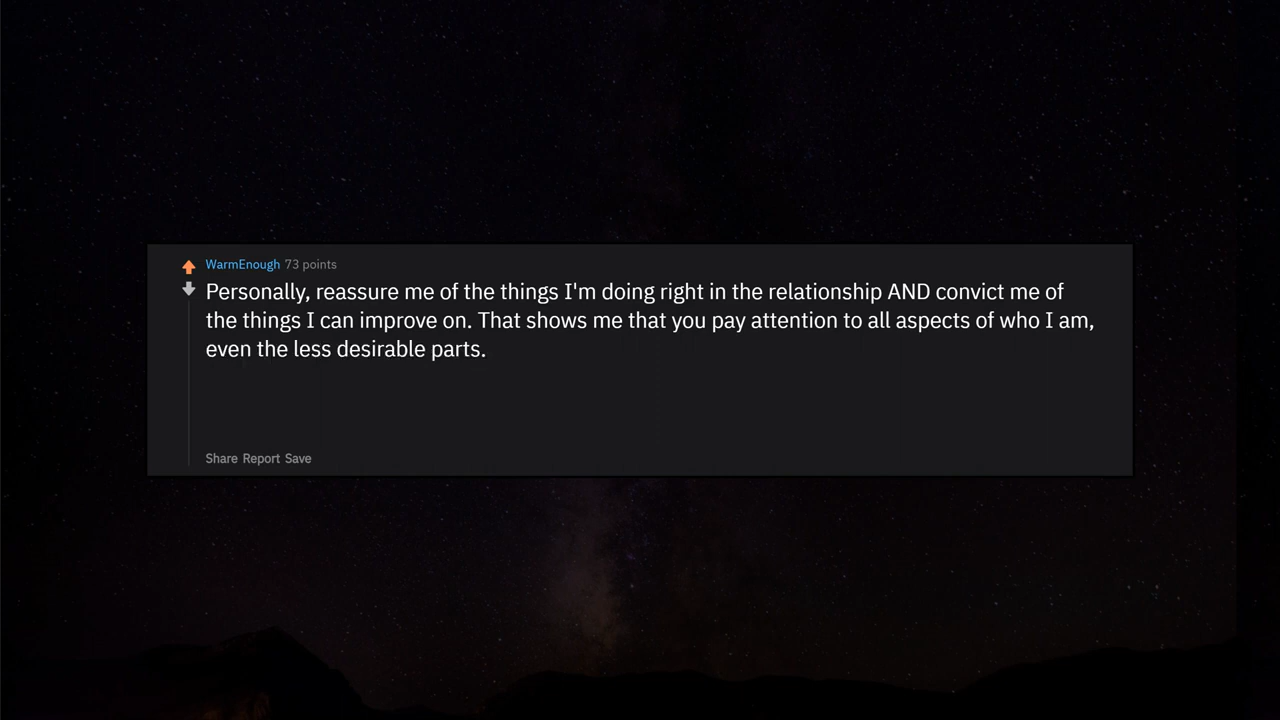 WarmEnough 73 points
Personally, reassure me of the things I'm doing right in the relationship AND convict me of
the things I can improve on. That shows me that you pay attention to all aspects of who I am,
even the less desirable parts.
Share Report Save